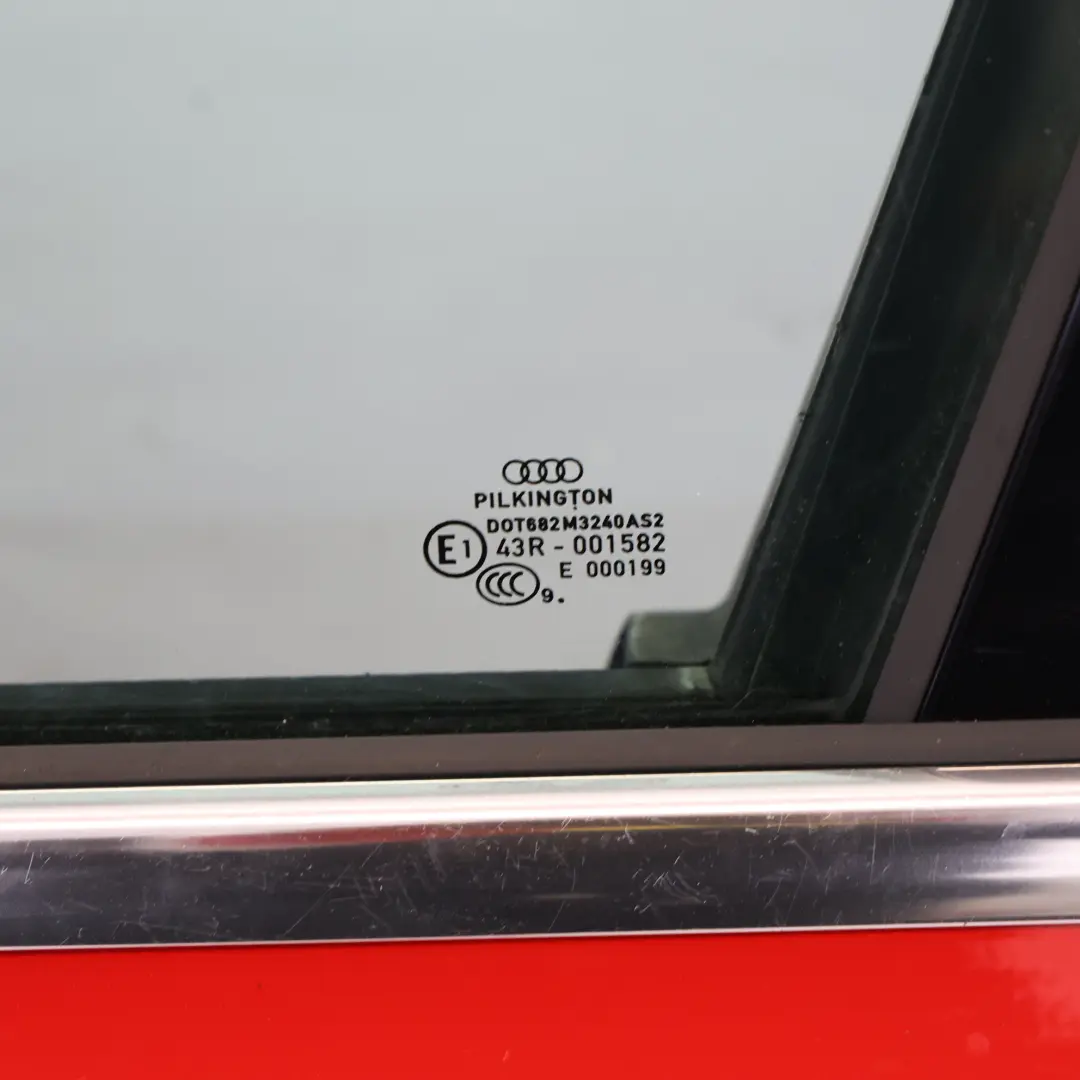 PILKINGTON
DOT682M3240AS2
E1 43R - 001582
E 000199
CCC 9.